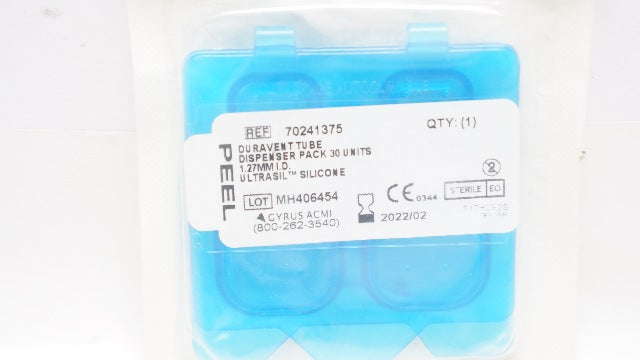 REF 70241375
QTY: (1)
PEEL
DURAVENT TUBE
DISPENSER PACK 30 UNITS
1.27MM I.D.
ULTRASIL™ SILICONE
LOT MH406454
GYRUS ACMI
(800-262-3540)
2022/02
CE 0344
STERILE EO
2